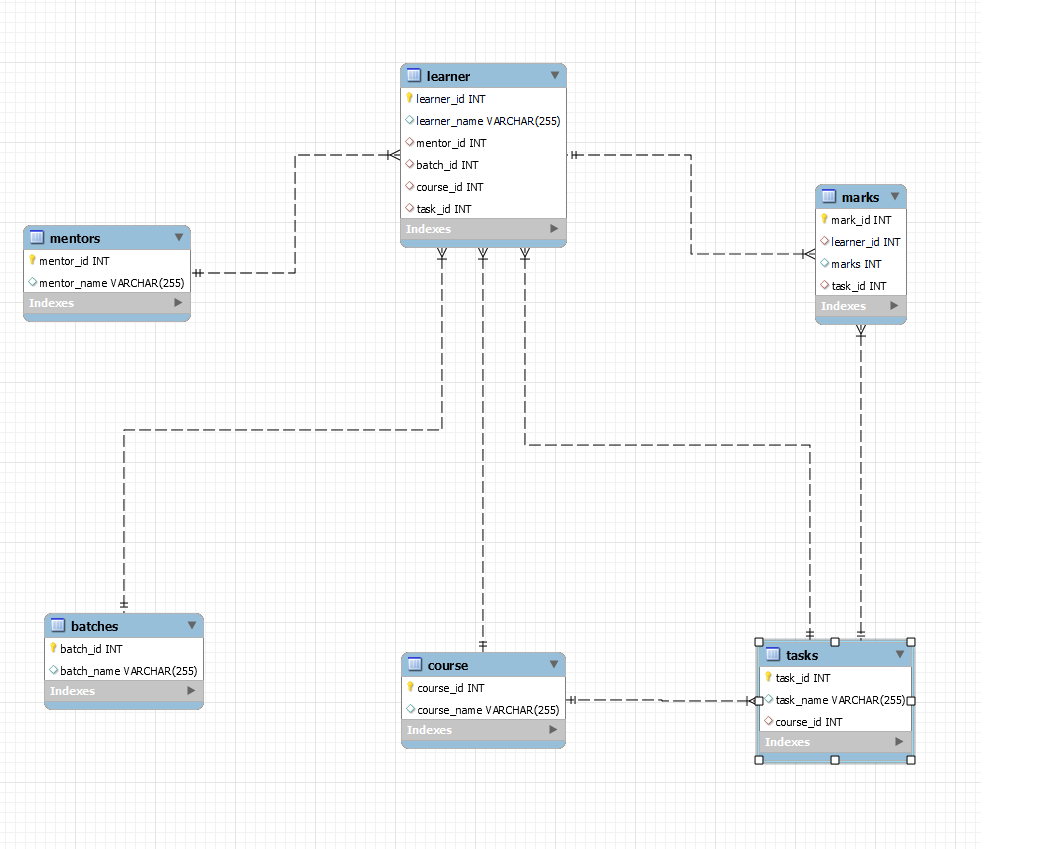 learner
learner_id INT
learner_name VARCHAR(255)
mentor_id INT
batch_id INT
course_id INT
task_id INT
Indexes
marks
mark_id INT
learner_id INT
marks INT
task_id INT
Indexes
mentors
mentor_id INT
mentor_name VARCHAR(255)
Indexes
batches
batch_id INT
batch_name VARCHAR(255)
Indexes
course
course_id INT
course_name VARCHAR(255)
Indexes
tasks
task_id INT
task_name VARCHAR(255)
course_id INT
Indexes